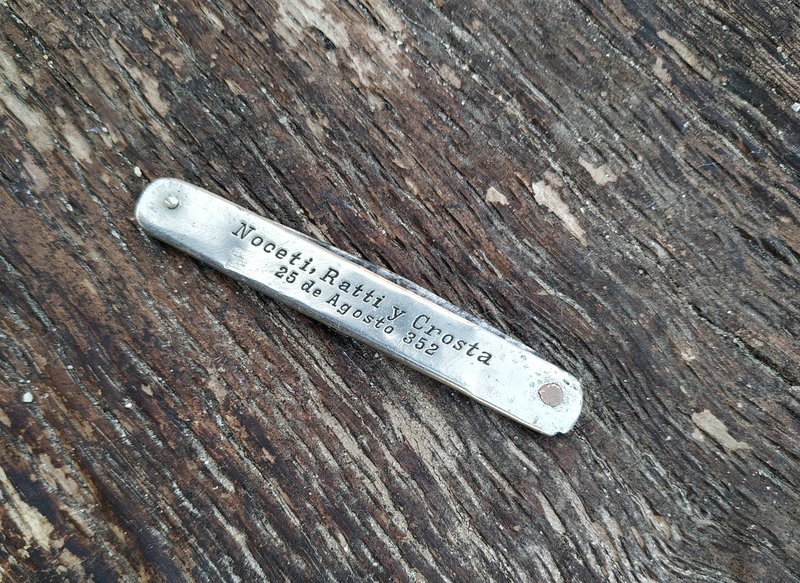 Noceti, Ratti y Crosta
25 de Agosto 352